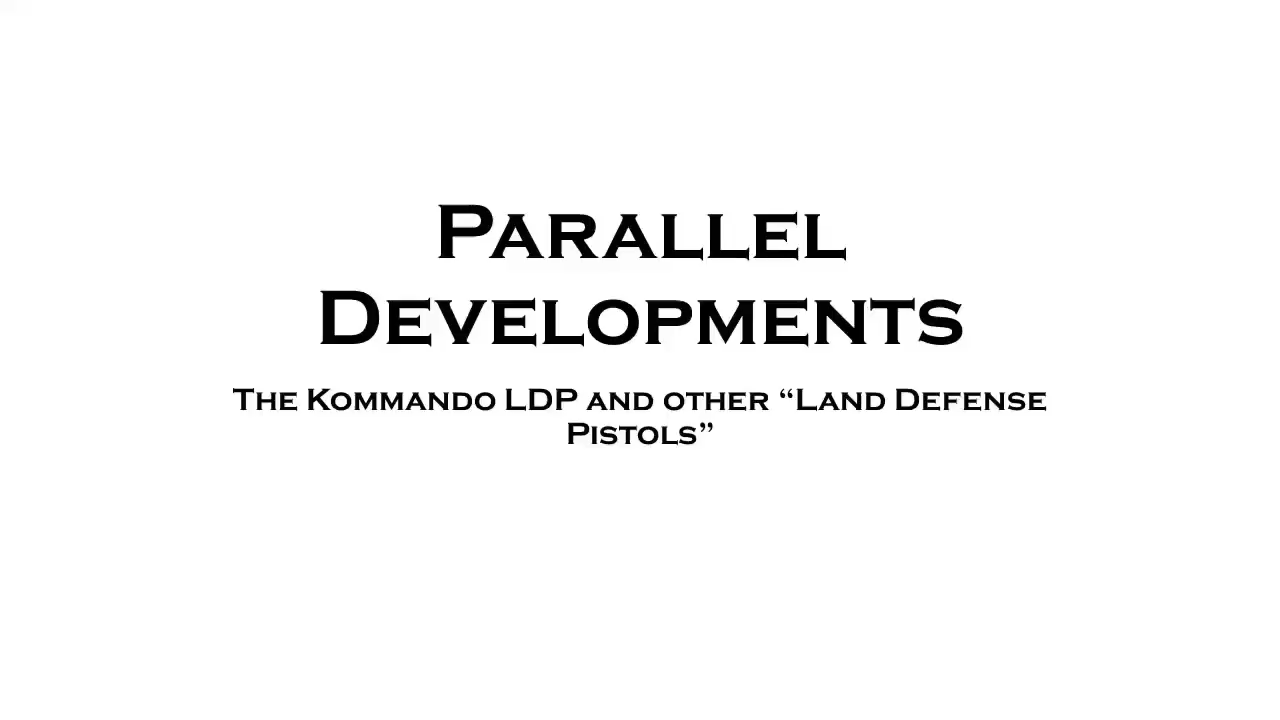 Parallel
Developments
The Kommando LDP and other “Land Defense
Pistols”